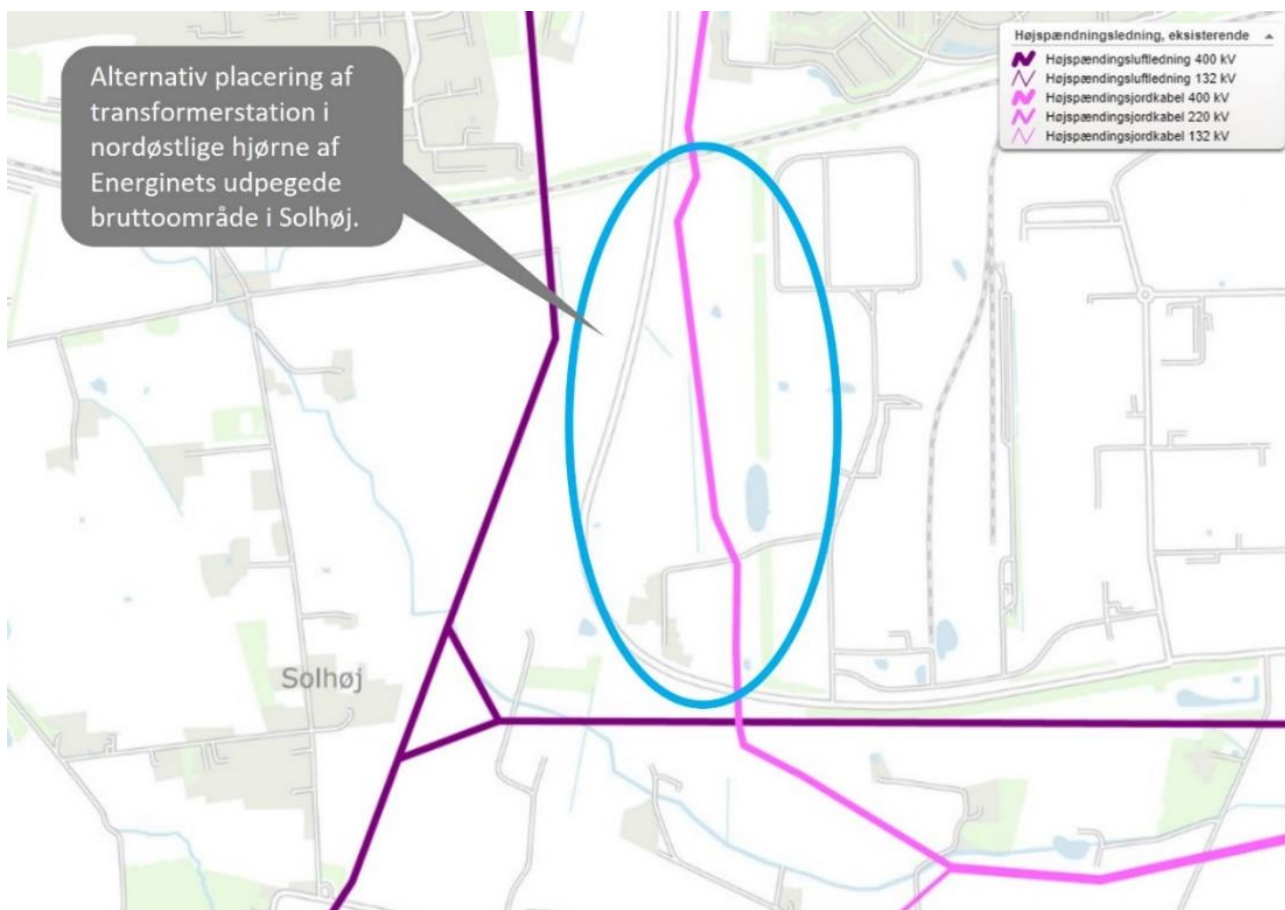 Alternativ placering af
transformerstation i
nordøstlige hjørne af
Energinets udpegede
bruttoområde i Solhøj.
Højspændningsledning, eksisterende
Højspændingsluftledning 400 kV
Højspændingsluftledning 132 kV
Højspændingsjordkabel 400 kV
Højspændingsjordkabel 220 kV
Højspændingsjordkabel 132 kV
Solhøj